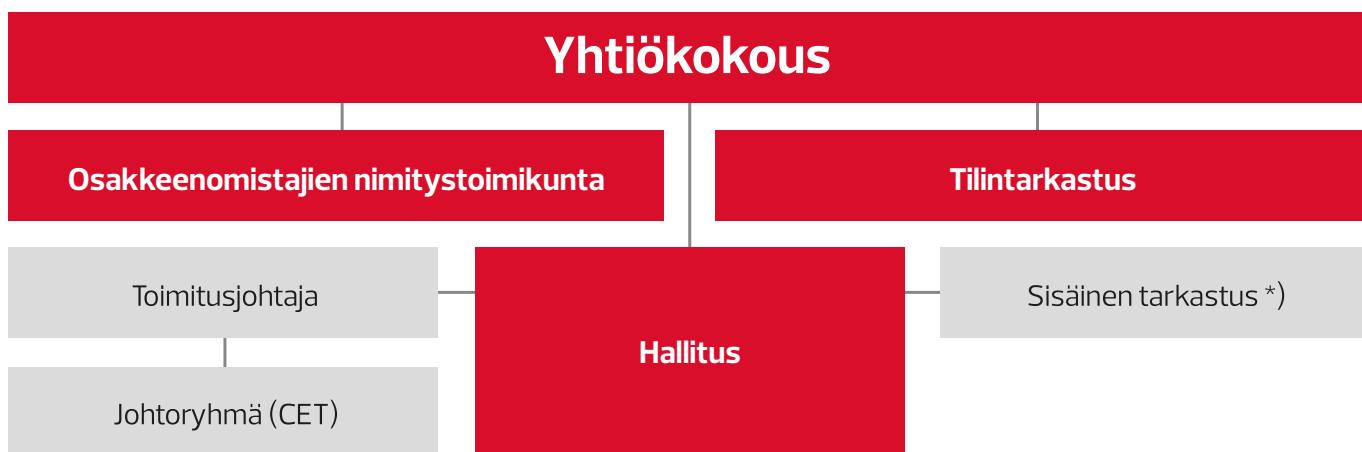 Yhtiökokous
Osakkeenomistajien nimitystoimikunta
Tilintarkastus
Toimitusjohtaja
Hallitus
Sisäinen tarkastus *)
Johtoryhmä (CET)